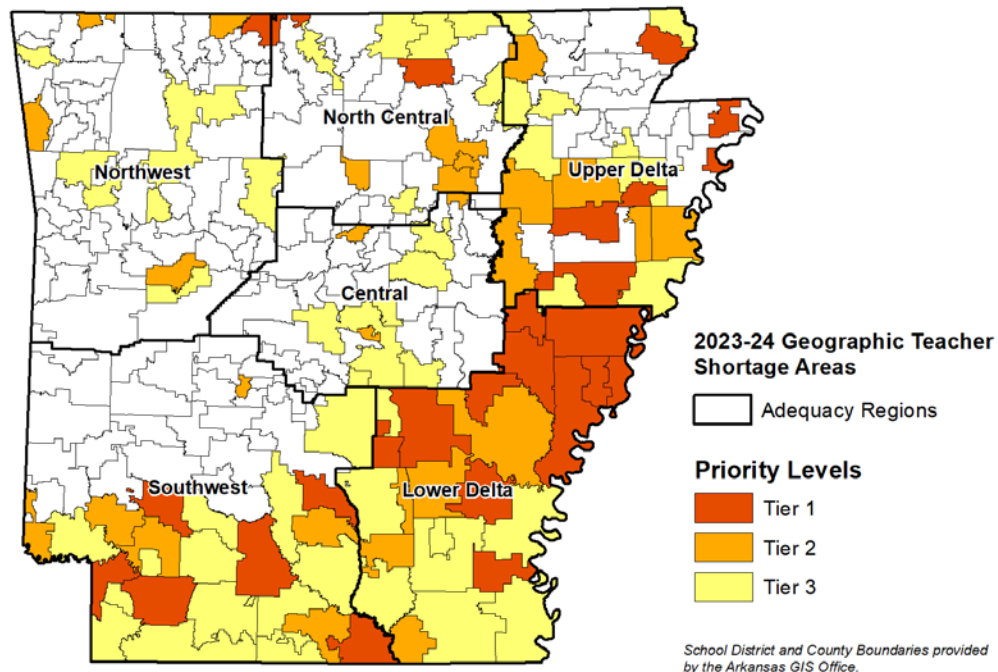 North Central
Northwest
Upper Delta
Central
Southwest
Lower Delta
2023-24 Geographic Teacher
Shortage Areas
Adequacy Regions
Priority Levels
Tier 1
Tier 2
Tier 3
School District and County Boundaries provided
by the Arkansas GIS Office.